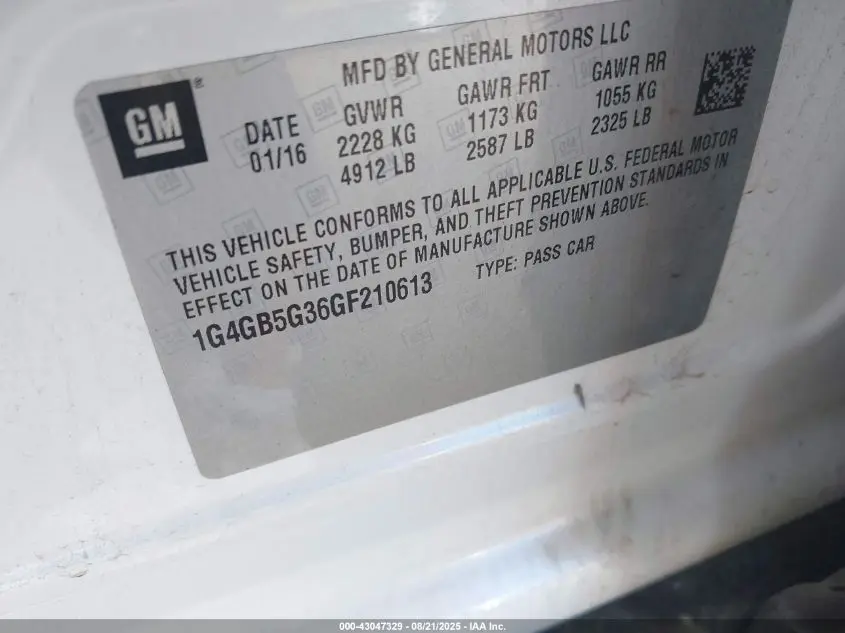 MFD BY GENERAL MOTORS LLC
GM
DATE GVWR GAWR FRT GAWR RR
01/16 2228 KG 1173 KG 1055 KG
4912 LB 2587 LB 2325 LB
THIS VEHICLE CONFORMS TO ALL APPLICABLE U.S. FEDERAL MOTOR
VEHICLE SAFETY, BUMPER, AND THEFT PREVENTION STANDARDS IN
EFFECT ON THE DATE OF MANUFACTURE SHOWN ABOVE.
1G4GB5G36GF210613 TYPE: PASS CAR
000-43047329 - 08/21/2025 - IAA Inc.